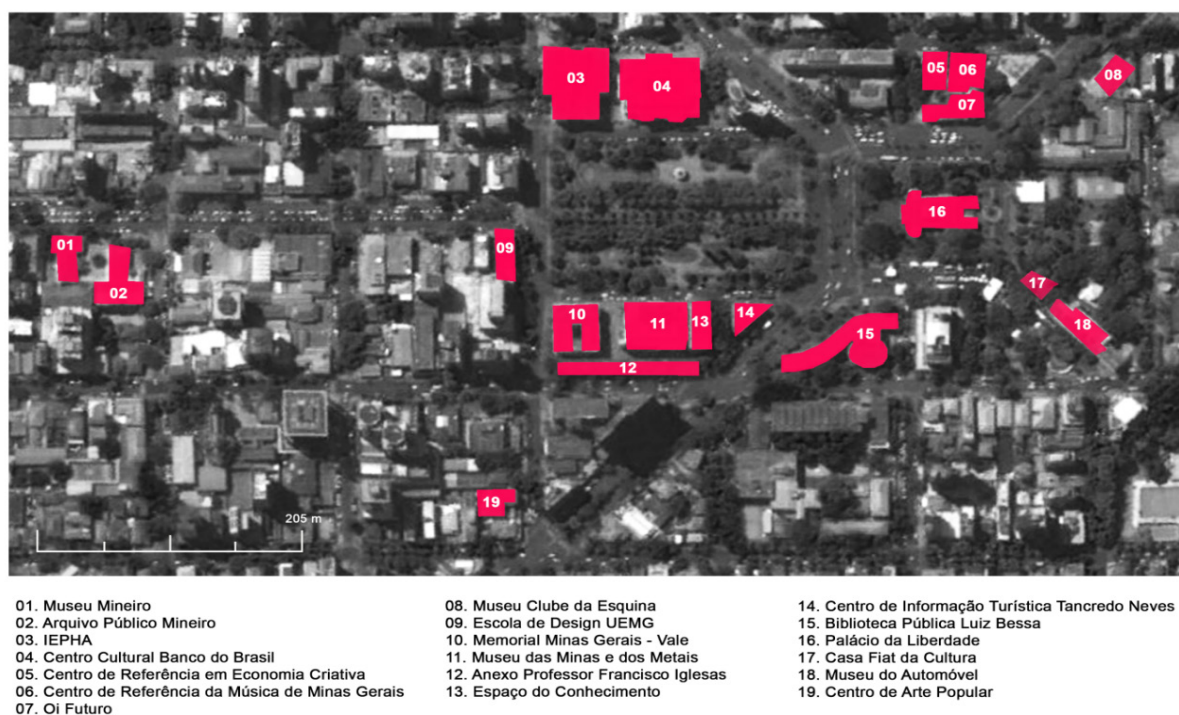 03
04
05
06
08
07
16
01
09
02
17
10
11
13
14
18
15
12
19
205 m
01. Museu Mineiro
02. Arquivo Público Mineiro
03. IEPHA
04. Centro Cultural Banco do Brasil
05. Centro de Referência em Economia Criativa
06. Centro de Referência da Música de Minas Gerais
07. Oi Futuro
08. Museu Clube da Esquina
09. Escola de Design UEMG
10. Memorial Minas Gerais - Vale
11. Museu das Minas e dos Metais
12. Anexo Professor Francisco Iglesas
13. Espaço do Conhecimento
14. Centro de Informação Turística Tancredo Neves
15. Biblioteca Pública Luiz Bessa
16. Palácio da Liberdade
17. Casa Fiat da Cultura
18. Museu do Automóvel
19. Centro de Arte Popular